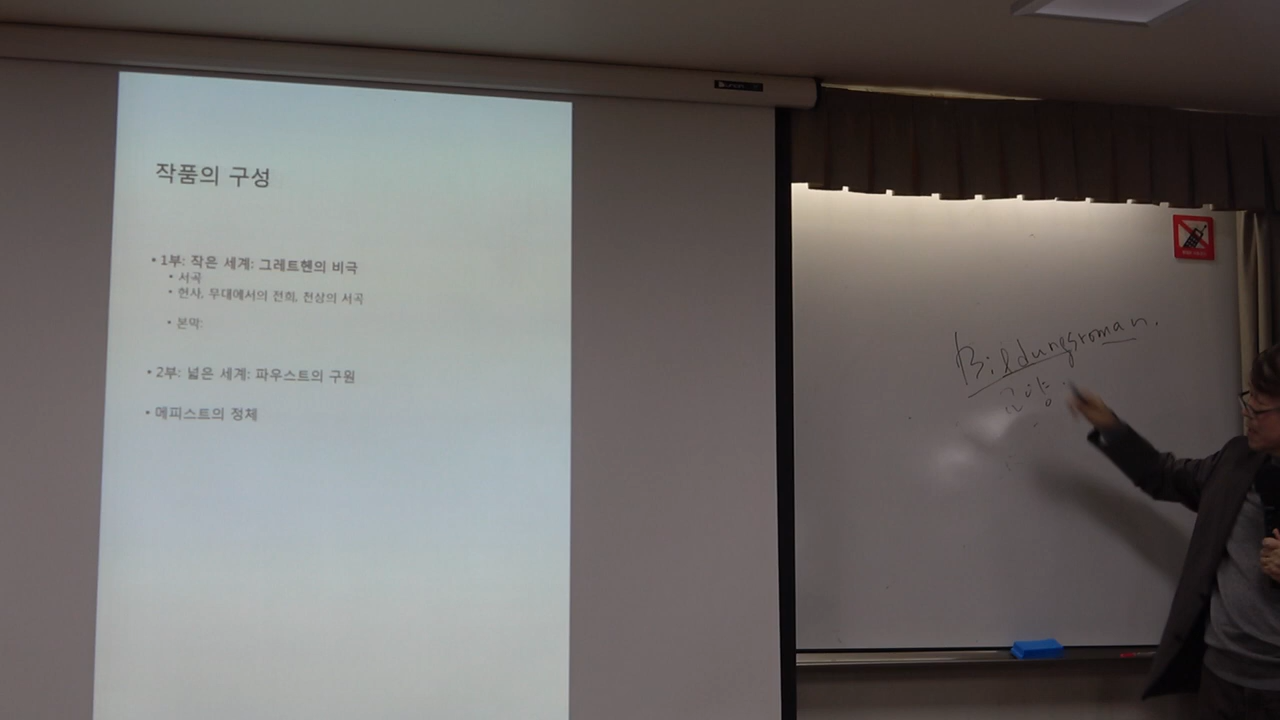 작품의 구성
• 1부: 작은 세계: 그레트헨의 비극
• 서곡
• 헌사, 무대에서의 전희, 천상의 서곡
• 본막:
• 2부: 넓은 세계: 파우스트의 구원
• 메피스트의 정체
Bildungsroman.
교양